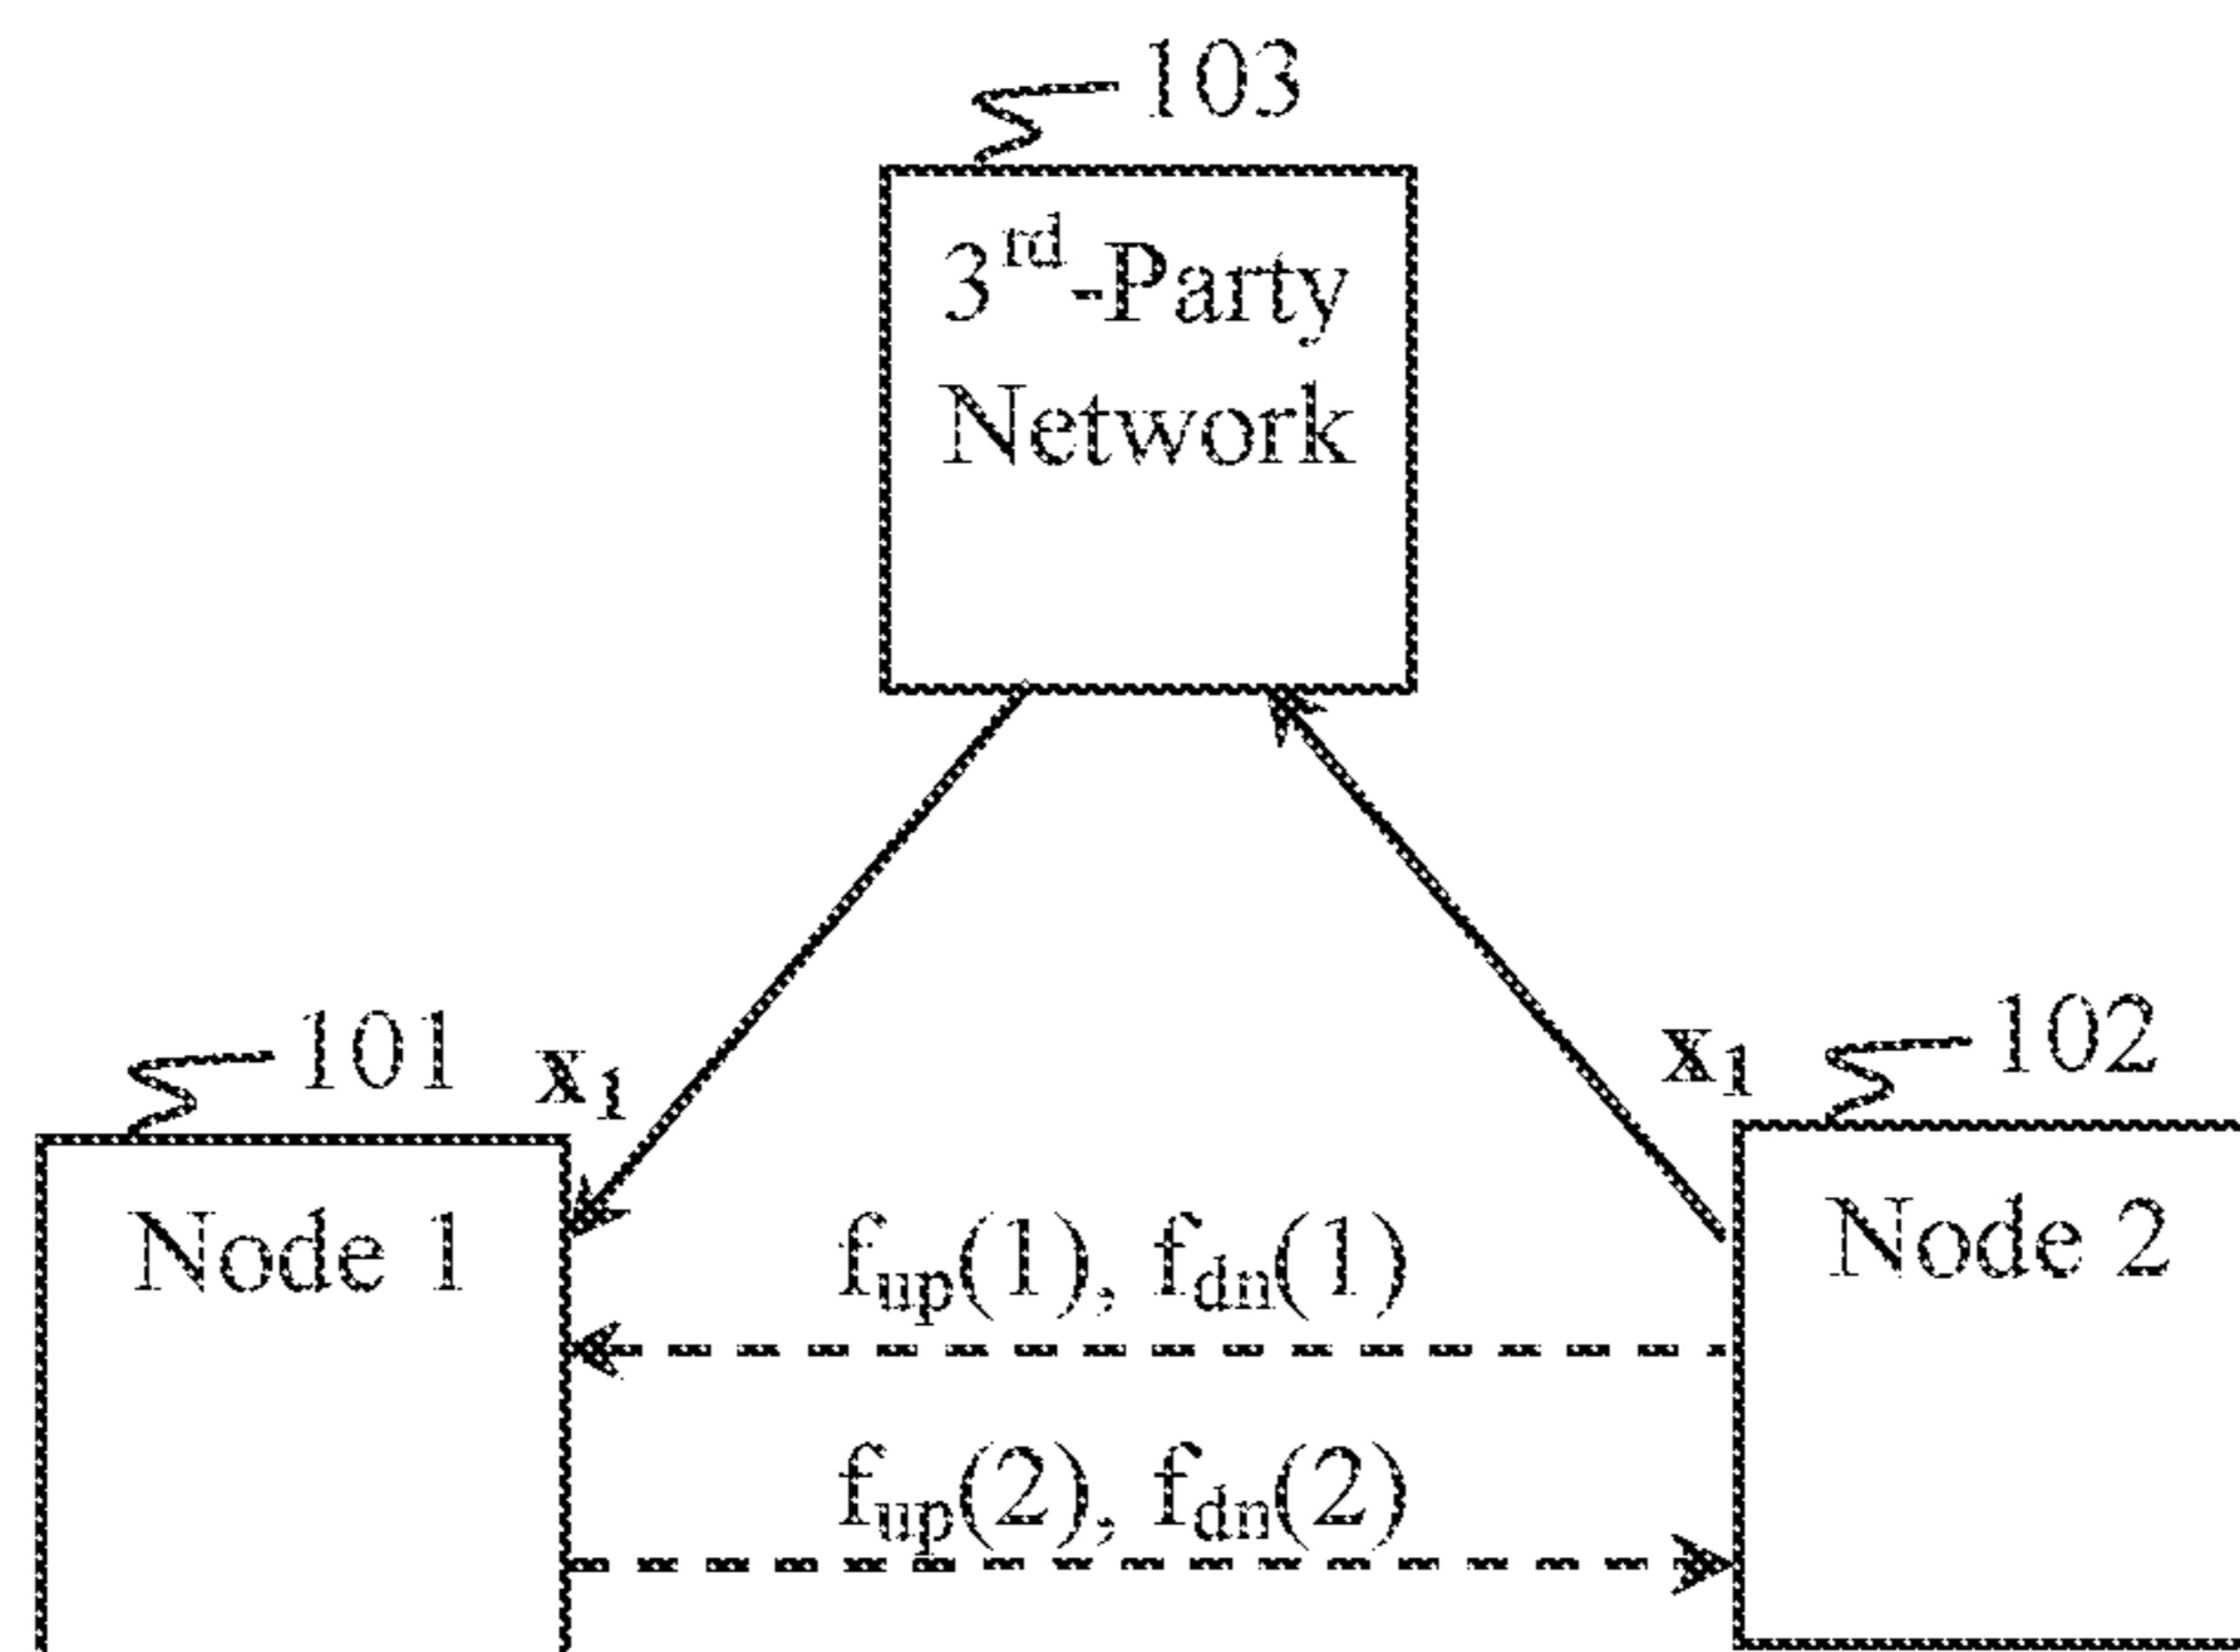 103
3rd-Party
Network
101
x1
x1
102
Node 1
Node 2
fup(1), fdn(1)
fup(2), fdn(2)